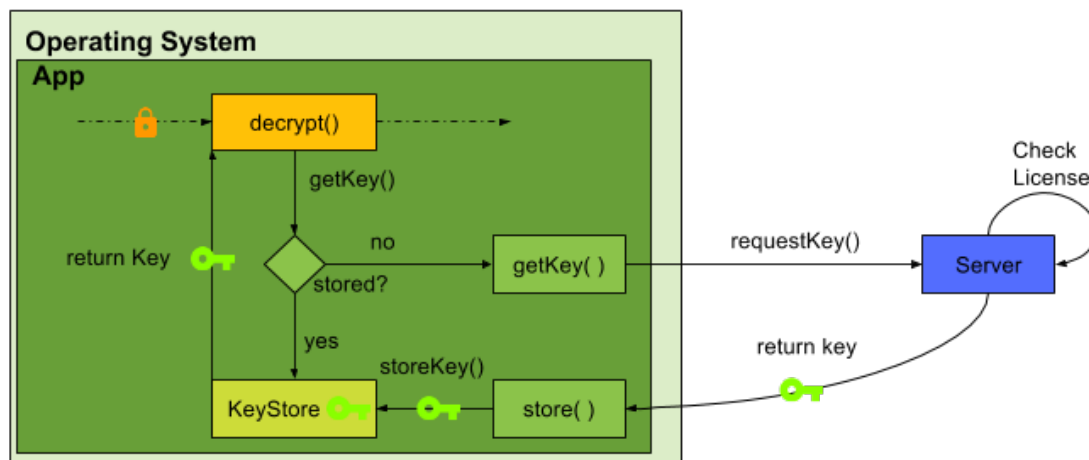 Operating System
App
decrypt()
getKey()
Check
License
return Key
no
requestKey()
stored?
getKey( )
Server
yes
storeKey()
return key
KeyStore
store( )